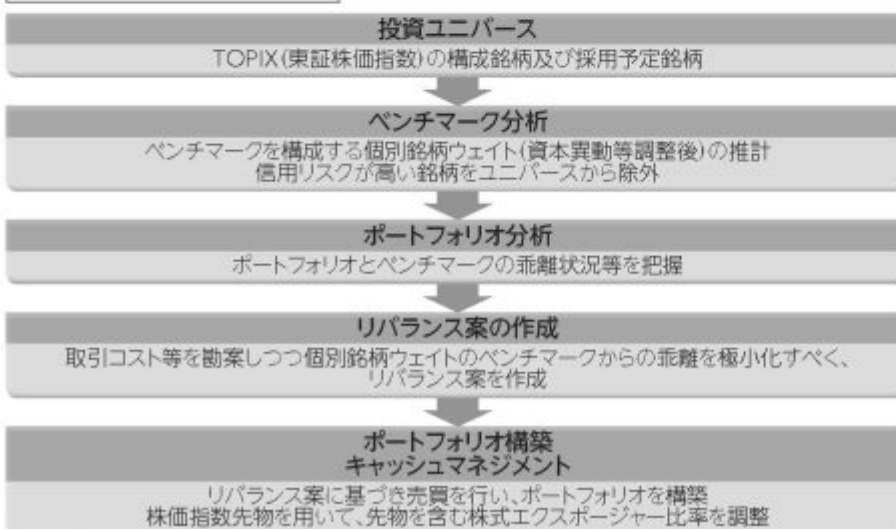 投資ユニバース
TOPIX(東証株価指数)の構成銘柄及び採用予定銘柄
ベンチマーク分析
ベンチマークを構成する個別銘柄ウェイト(資本異動等調整後)の推計
信用リスクが高い銘柄をユニバースから除外
ポートフォリオ分析
ポートフォリオとベンチマークの乖離状況等を把握
リバランス案の作成
取引コスト等を勘案しつつ個別銘柄ウェイトのベンチマークからの乖離を極小化すべく、
リバランス案を作成
ポートフォリオ構築
キャッシュマネジメント
リバランス案に基づき売買を行い、ポートフォリオを構築
株価指数先物を用いて、先物を含む株式エクスポージャー比率を調整